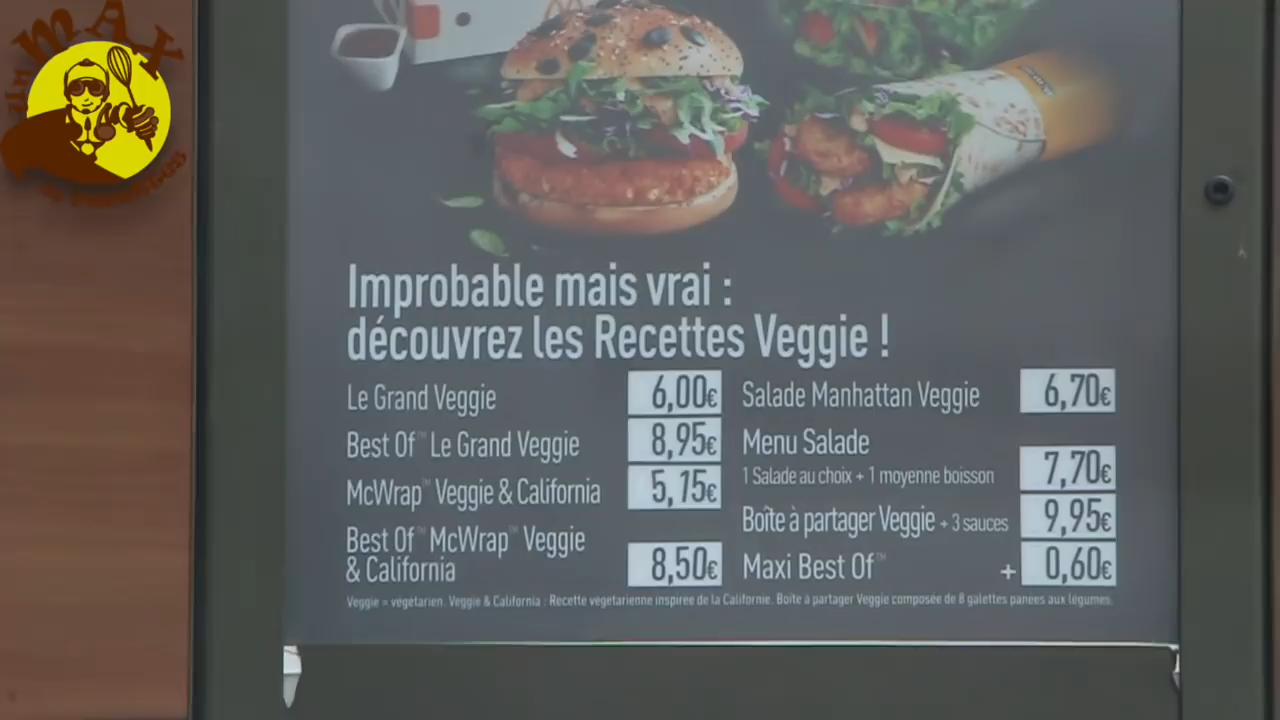 MAX
Improbable mais vrai :
découvrez les Recettes Veggie !
Le Grand Veggie 6,00€
Best Of™ Le Grand Veggie 8,95€
McWrap™ Veggie & California 5,15€
Best Of™ McWrap™ Veggie
& California 8,50€
Salade Manhattan Veggie 6,70€
Menu Salade
1 Salade au choix + 1 moyenne boisson 7,70€
Boîte à partager Veggie + 3 sauces 9,95€
Maxi Best Of™ + 0,60€
Veggie = végétarien. Veggie & California : Recette végétarienne inspirée de la Californie. Boîte à partager Veggie composée de 8 galettes panées aux légumes.